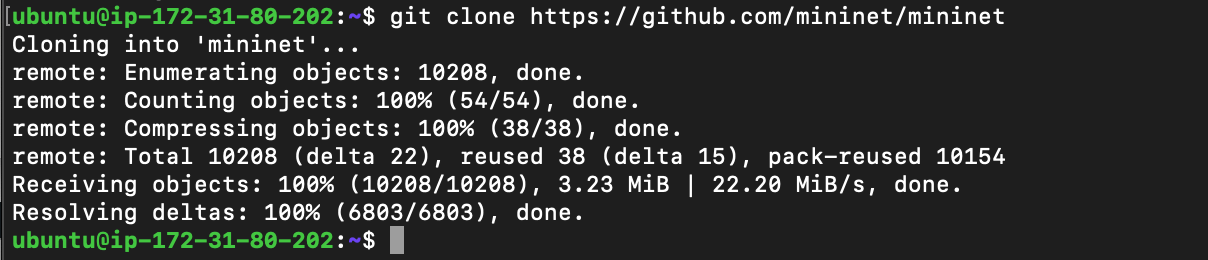 [ubuntu@ip-172-31-80-202:~$ git clone https://github.com/mininet/mininet
Cloning into 'mininet'...
remote: Enumerating objects: 10208, done.
remote: Counting objects: 100% (54/54), done.
remote: Compressing objects: 100% (38/38), done.
remote: Total 10208 (delta 22), reused 38 (delta 15), pack-reused 10154
Receiving objects: 100% (10208/10208), 3.23 MiB | 22.20 MiB/s, done.
Resolving deltas: 100% (6803/6803), done.
ubuntu@ip-172-31-80-202:~$